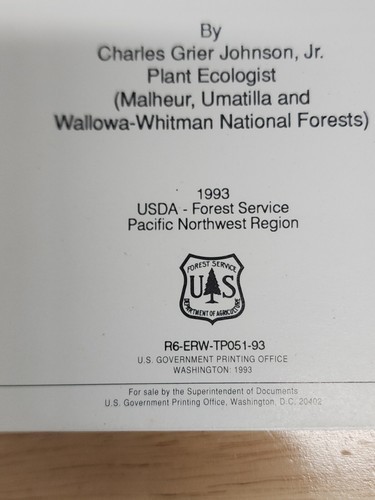 By
Charles Grier Johnson, Jr.
Plant Ecologist
(Malheur, Umatilla and
Wallowa-Whitman National Forests)
1993
USDA - Forest Service
Pacific Northwest Region
FOREST SERVICE
U S
DEPARTMENT OF AGRICULTURE
R6-ERW-TP051-93
U.S. GOVERNMENT PRINTING OFFICE
WASHINGTON: 1993
For sale by the Superintendent of Documents
U.S. Government Printing Office, Washington, D.C. 20402